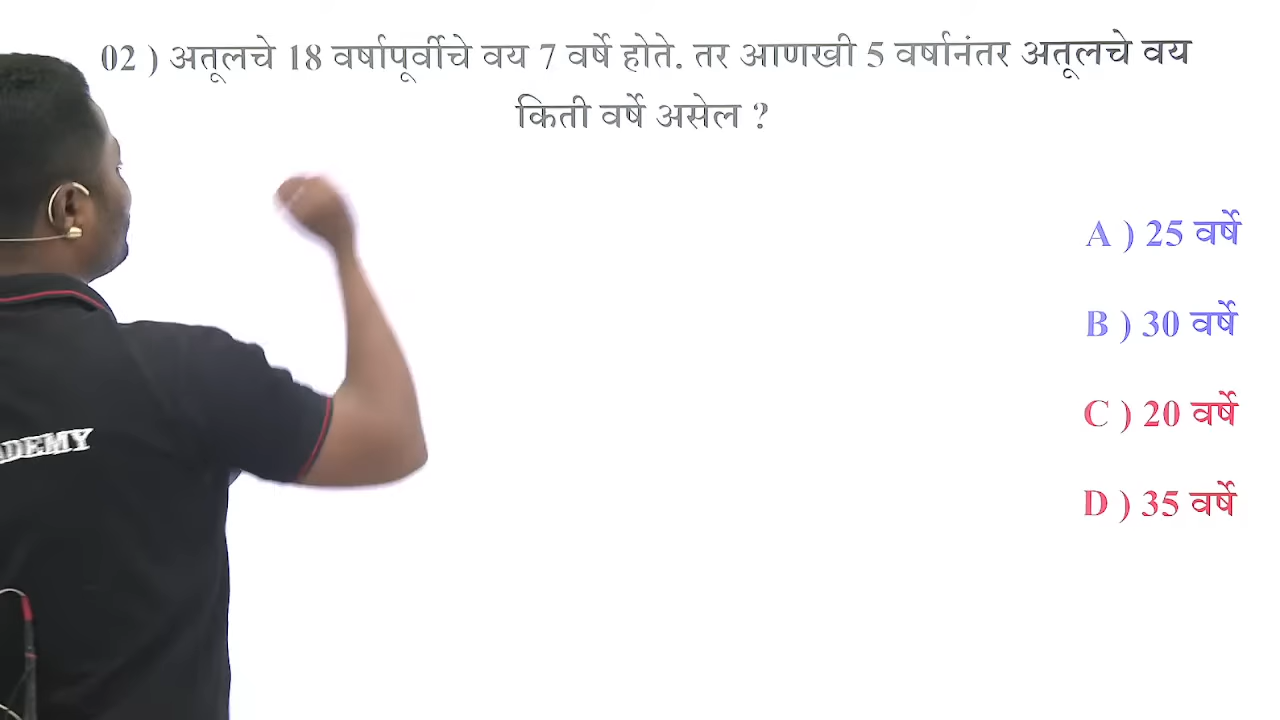 02 ) अतूलचे 18 वर्षापूर्वीचे वय 7 वर्षे होते. तर आणखी 5 वर्षानंतर अतूलचे वय
किती वर्षे असेल ?
A ) 25 वर्षे
B ) 30 वर्षे
C ) 20 वर्षे
D ) 35 वर्षे
ADEMY